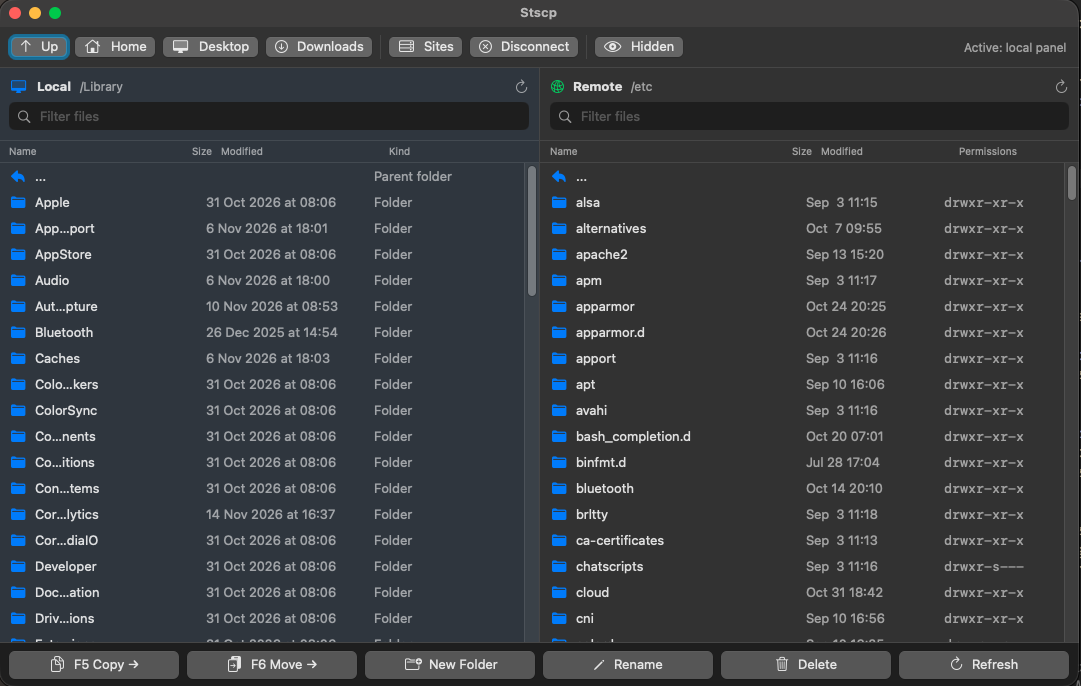 Stscp
Up Home Desktop Downloads Sites Disconnect Hidden Active: local panel
Local /Library
Filter files
Name Size Modified Kind
... Parent folder
Apple 31 Oct 2026 at 08:06 Folder
App...port 6 Nov 2026 at 18:01 Folder
AppStore 31 Oct 2026 at 08:06 Folder
Audio 6 Nov 2026 at 18:00 Folder
Aut...pture 10 Nov 2026 at 08:53 Folder
Bluetooth 26 Dec 2025 at 14:54 Folder
Caches 6 Nov 2026 at 18:03 Folder
Colo...kers 31 Oct 2026 at 08:06 Folder
ColorSync 31 Oct 2026 at 08:06 Folder
Co...nents 31 Oct 2026 at 08:06 Folder
Co...itions 31 Oct 2026 at 08:06 Folder
Con...tems 31 Oct 2026 at 08:06 Folder
Cor...lytics 14 Nov 2026 at 16:37 Folder
Cor...diaIO 31 Oct 2026 at 08:06 Folder
Developer 31 Oct 2026 at 08:06 Folder
Doc...ation 31 Oct 2026 at 08:06 Folder
Driv...ions 31 Oct 2026 at 08:06 Folder
Remote /etc
Filter files
Name Size Modified Permissions
...
alsa Sep 3 11:15 drwxr-xr-x
alternatives Oct 7 09:55 drwxr-xr-x
apache2 Sep 13 15:20 drwxr-xr-x
apm Sep 3 11:17 drwxr-xr-x
apparmor Oct 24 20:25 drwxr-xr-x
apparmor.d Oct 24 20:26 drwxr-xr-x
apport Sep 3 11:16 drwxr-xr-x
apt Sep 10 16:06 drwxr-xr-x
avahi Sep 3 11:16 drwxr-xr-x
bash_completion.d Oct 20 07:01 drwxr-xr-x
binfmt.d Jul 28 17:04 drwxr-xr-x
bluetooth Oct 14 20:10 drwxr-xr-x
brltty Sep 3 11:18 drwxr-xr-x
ca-certificates Sep 3 11:13 drwxr-xr-x
chatscripts Sep 3 11:16 drwxr-s---
cloud Oct 31 18:42 drwxr-xr-x
cni Sep 10 16:56 drwxr-xr-x
F5 Copy → F6 Move → New Folder Rename Delete Refresh